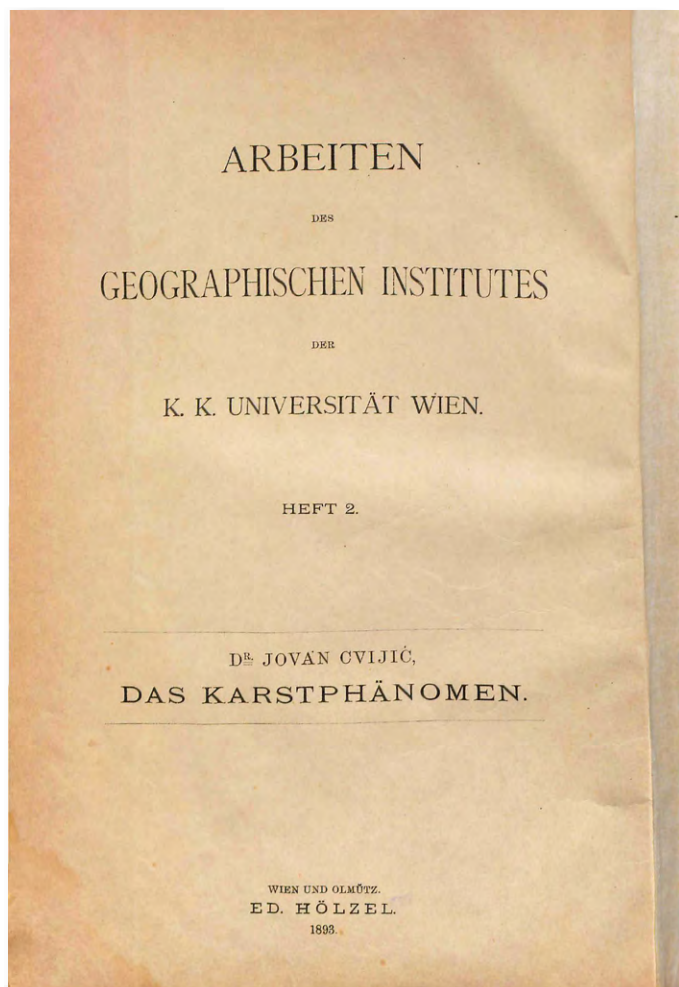 ARBEITEN
DES
GEOGRAPHISCHEN INSTITUTES
DER
K. K. UNIVERSITÄT WIEN.
HEFT 2.
DR. JOVAN CVIJIĆ,
DAS KARSTPHÄNOMEN.
WIEN UND OLMÜTZ.
ED. HÖLZEL.
1893.